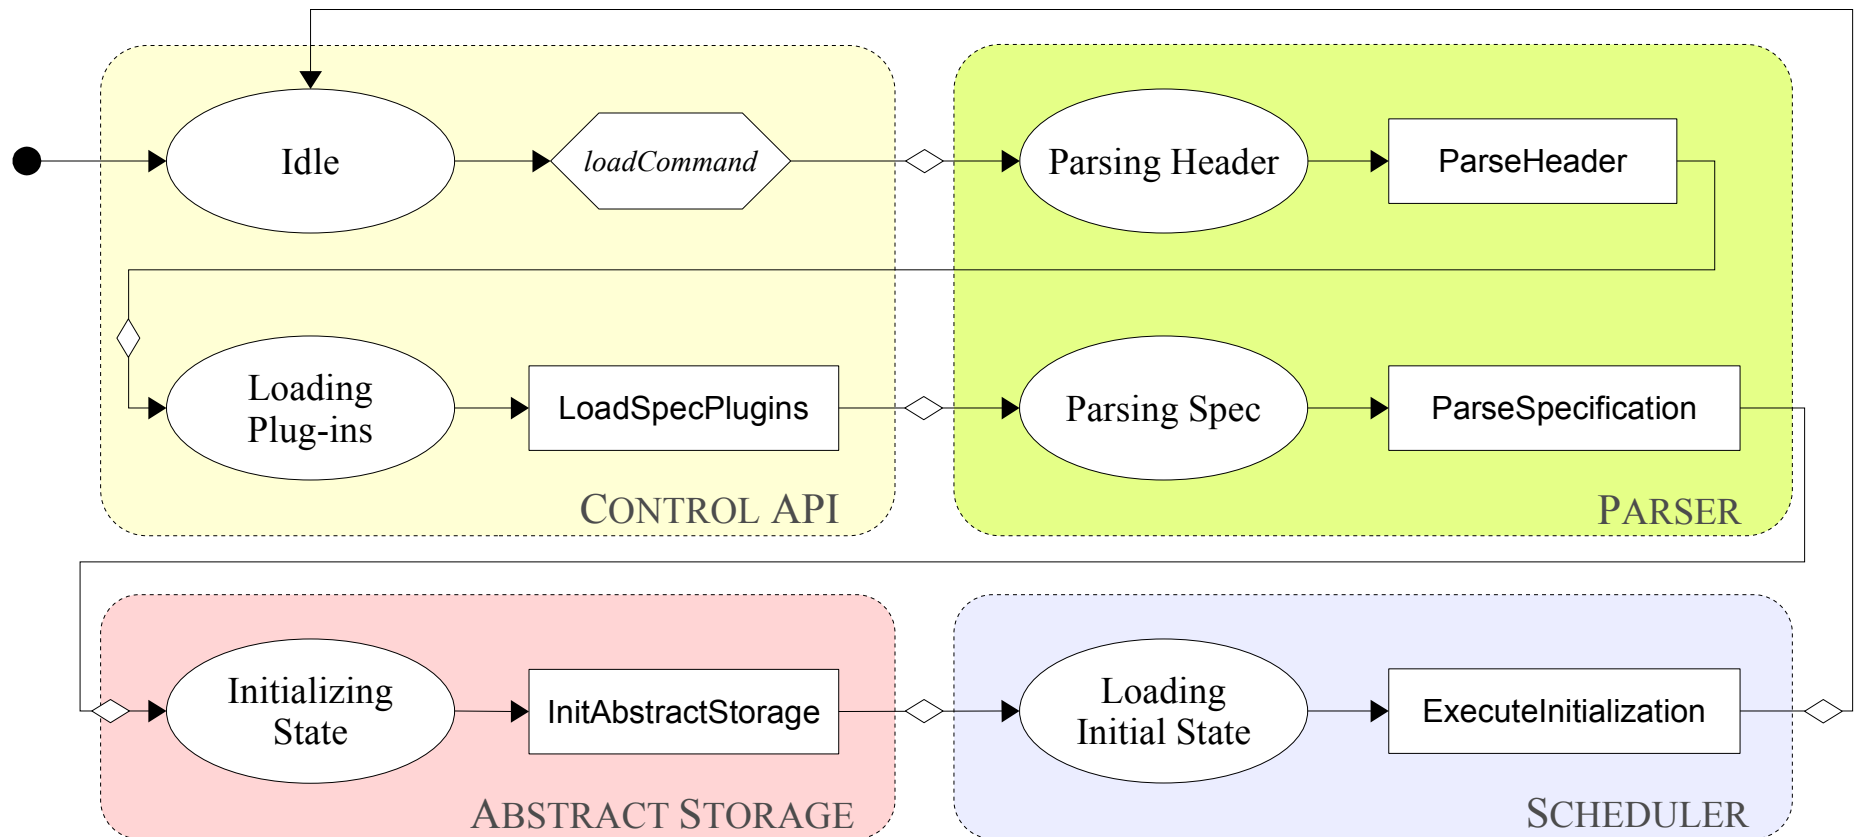 Idle
loadCommand
Parsing Header
ParseHeader
Loading
Plug-ins
LoadSpecPlugins
Parsing Spec
ParseSpecification
CONTROL API
PARSER
Initializing
State
InitAbstractStorage
Loading
Initial State
ExecuteInitialization
ABSTRACT STORAGE
SCHEDULER